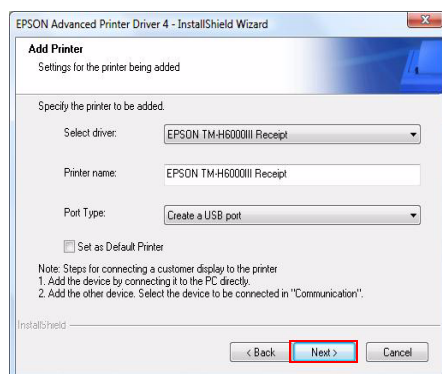 EPSON Advanced Printer Driver 4 - InstallShield Wizard
Add Printer
Settings for the printer being added
Specify the printer to be added.
Select driver: EPSON TM-H6000III Receipt
Printer name: EPSON TM-H6000III Receipt
Port Type: Create a USB port
Set as Default Printer
Note: Steps for connecting a customer display to the printer
1. Add the device by connecting it to the PC directly.
2. Add the other device. Select the device to be connected in "Communication".
InstallShield
< Back Next > Cancel